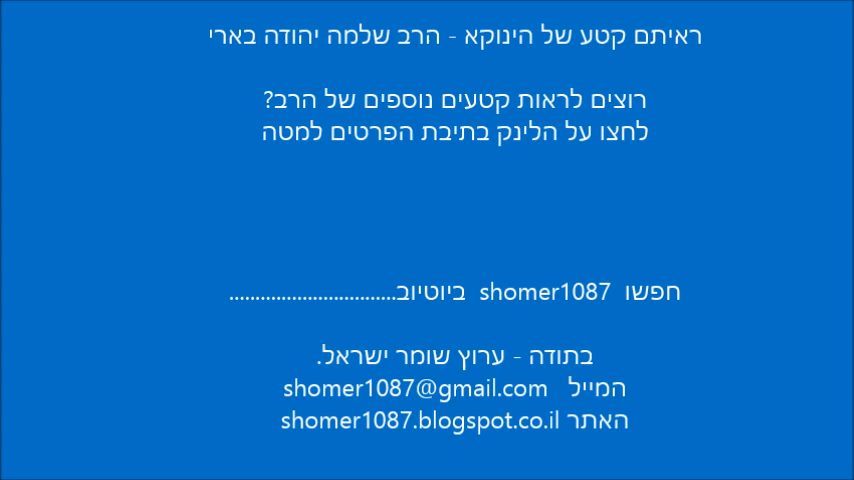 ראיתם קטע של הינוקא - הרב שלמה יהודה בארי
רוצים לראות קטעים נוספים של הרב?
לחצו על הלינק בתיבת הפרטים למטה
חפשו shomer1087 ביוטיוב................................
בתודה - ערוץ שומר ישראל.
המייל shomer1087@gmail.com
האתר shomer1087.blogspot.co.il